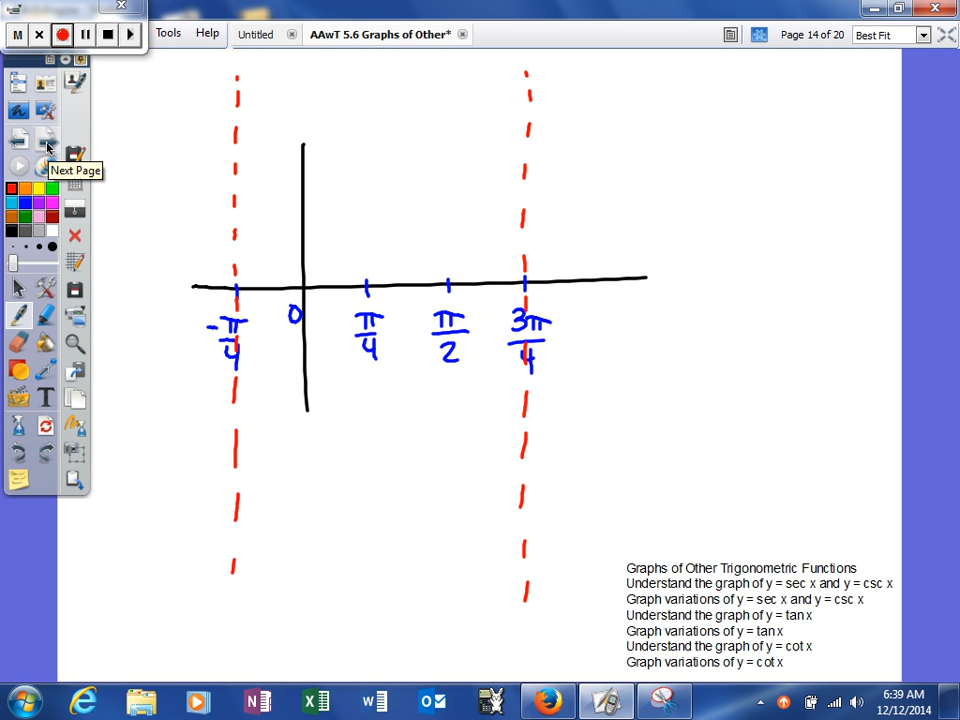 M
Tools Help Untitled AAwT 5.6 Graphs of Other* Page 14 of 20 Best Fit
Next Page
T
0
-π/4 π/4 π/2 3π/4
Graphs of Other Trigonometric Functions
Understand the graph of y = sec x and y = csc x
Graph variations of y = sec x and y = csc x
Understand the graph of y = tan x
Graph variations of y = tan x
Understand the graph of y = cot x
Graph variations of y = cot x
6:39 AM
12/12/2014